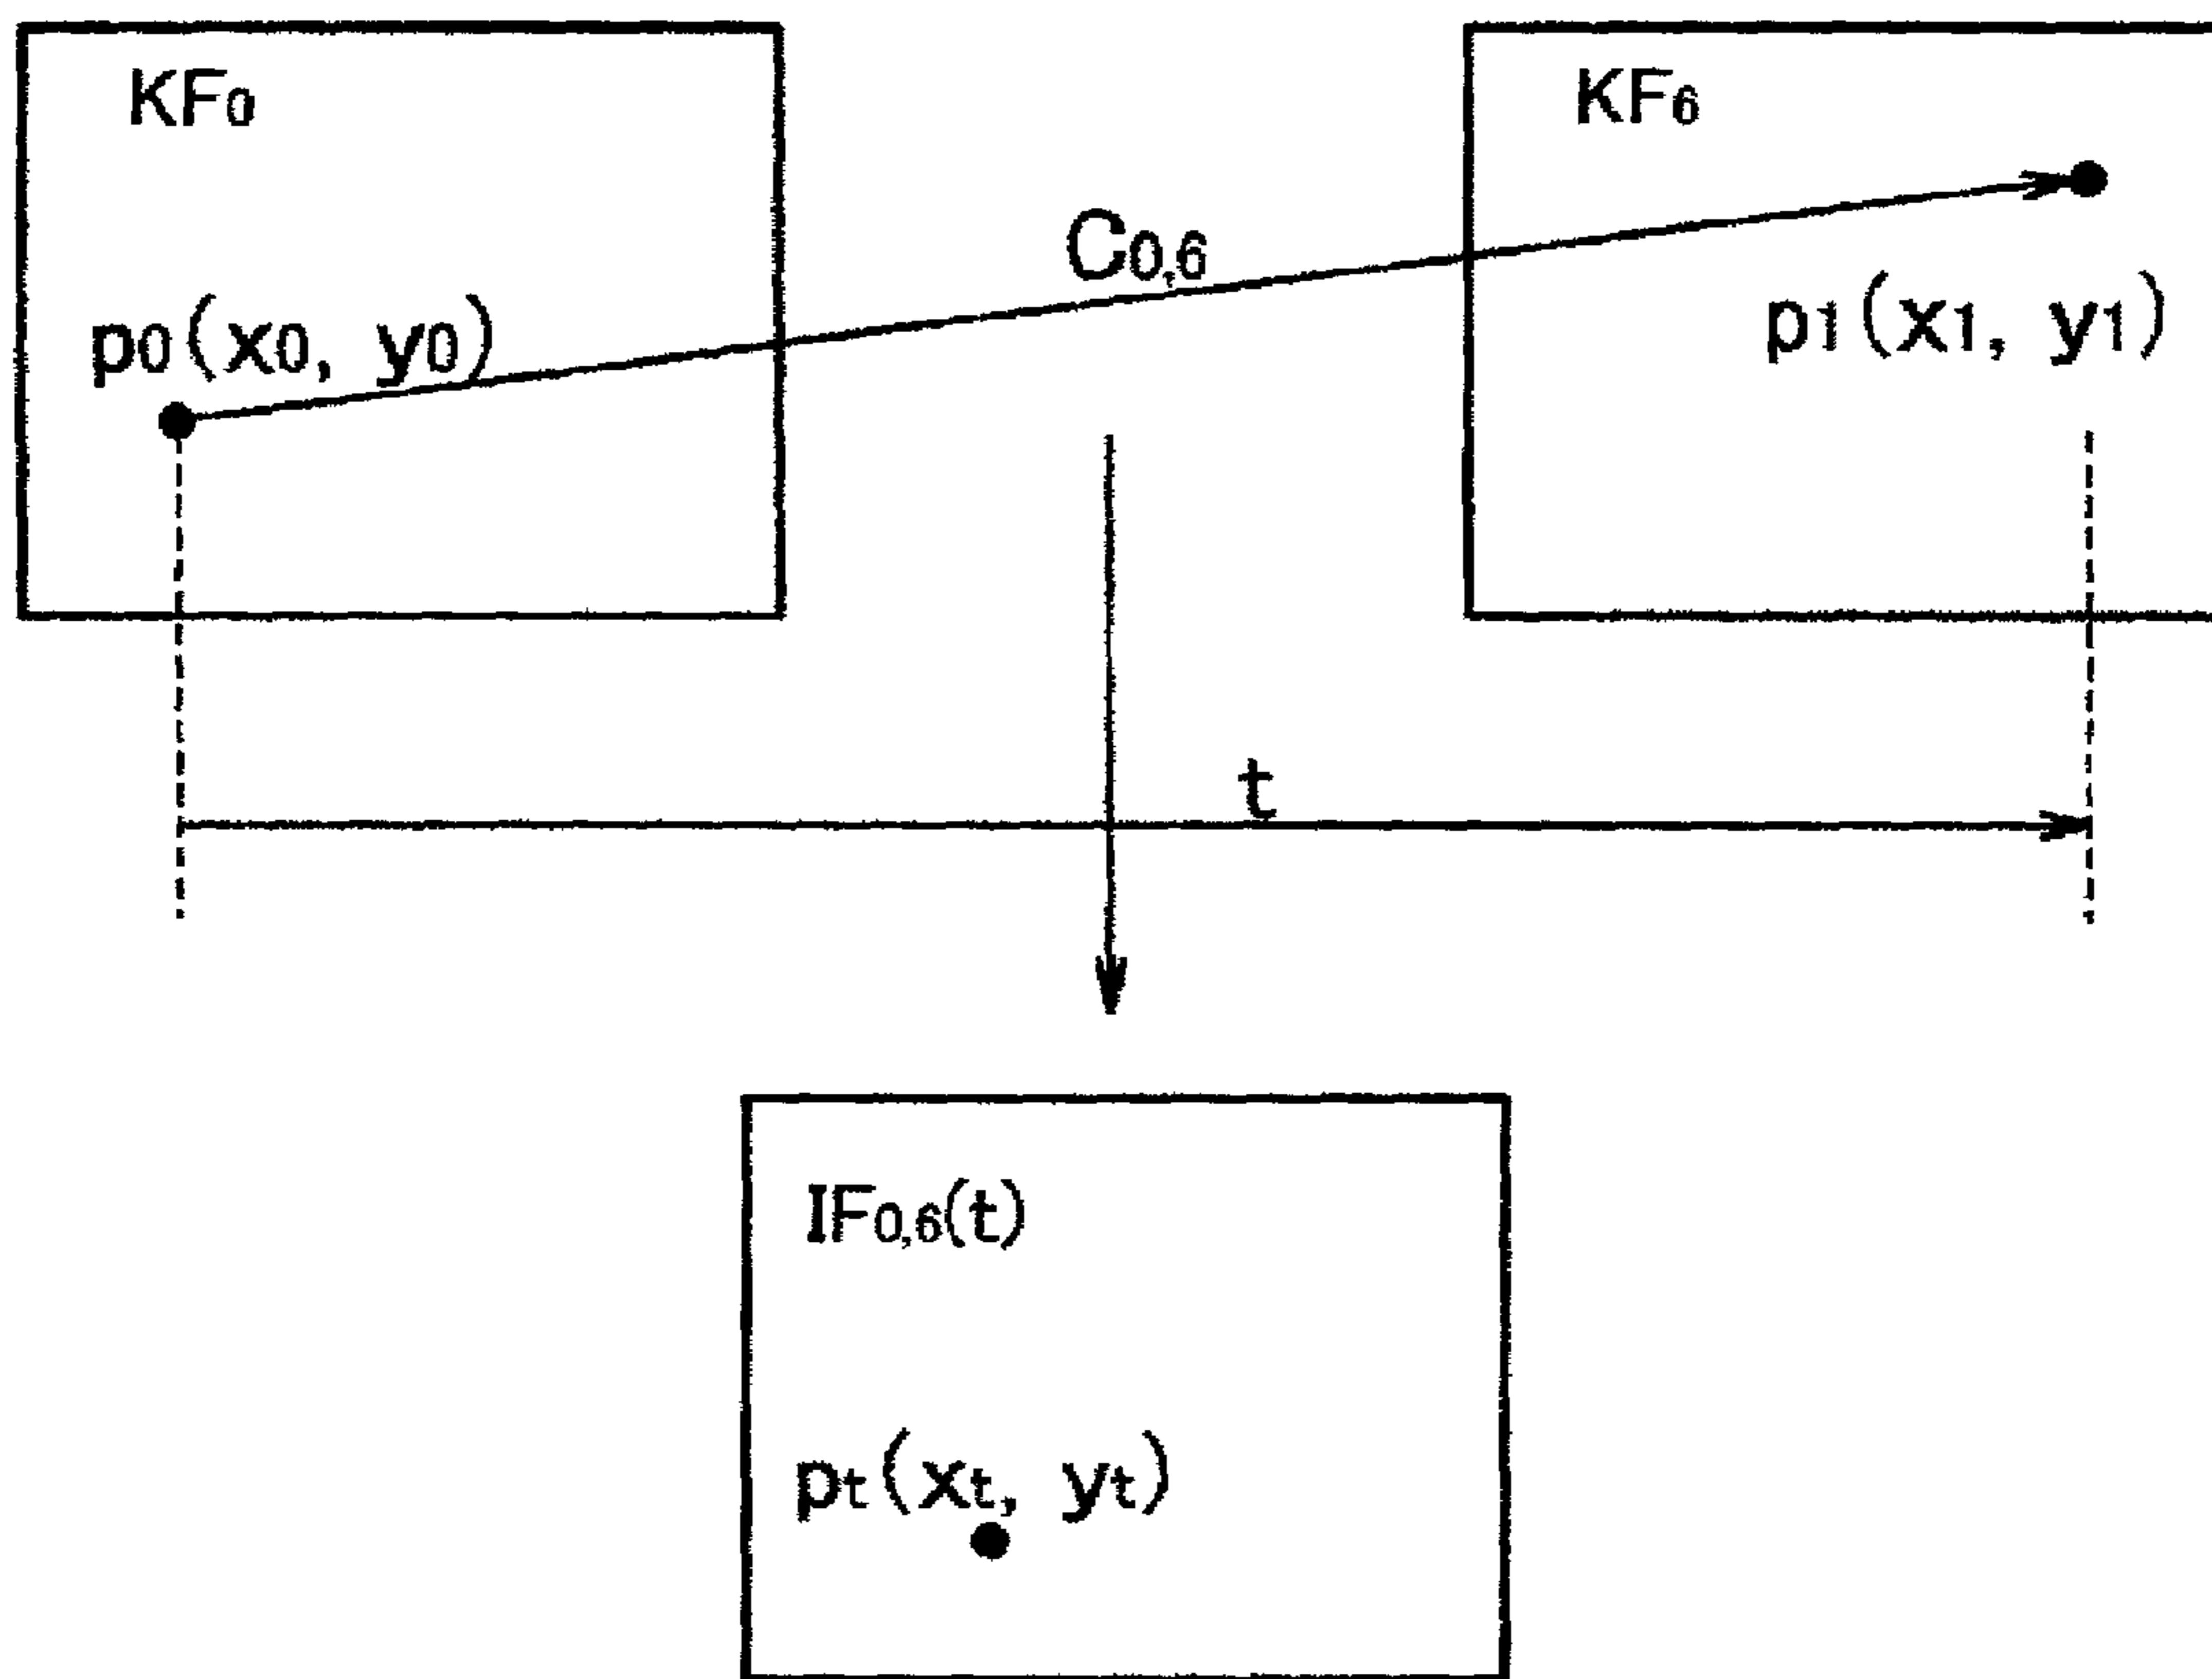 KF0
KF6
C0,6
p0(x0, y0)
p1(x1, y1)
t
IF0,6(t)
pt(xt, yt)